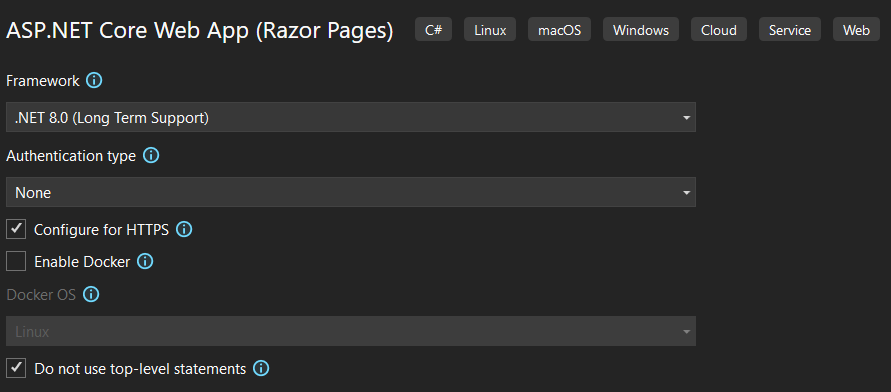 ASP.NET Core Web App (Razor Pages) C# Linux macOS Windows Cloud Service Web
Framework
.NET 8.0 (Long Term Support)
Authentication type
None
Configure for HTTPS
Enable Docker
Docker OS
Linux
Do not use top-level statements